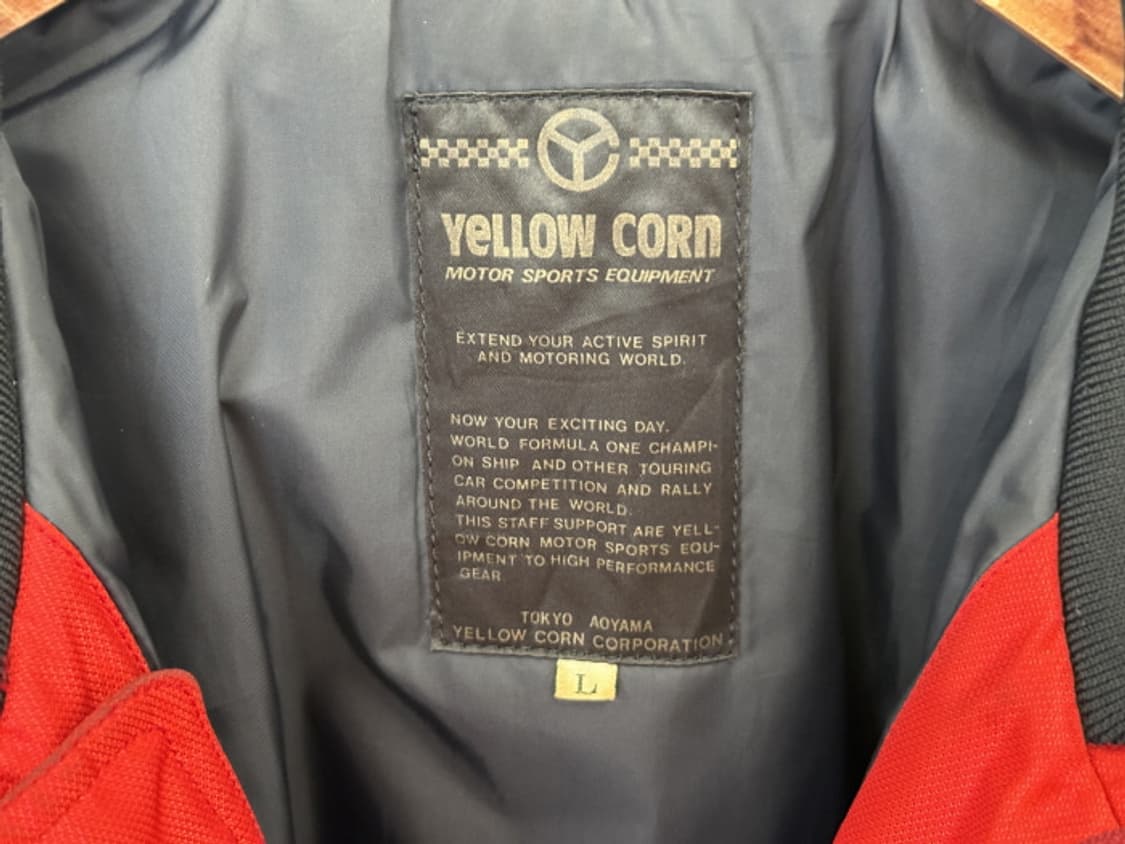 YeLLOW CORn
MOTOR SPORTS EQUIPMENT
EXTEND YOUR ACTIVE SPIRIT
AND MOTORING WORLD.
NOW YOUR EXCITING DAY.
WORLD FORMULA ONE CHAMPI-
ON SHIP AND OTHER TOURING
CAR COMPETITION AND RALLY
AROUND THE WORLD.
THIS STAFF SUPPORT ARE YELL-
OW CORN MOTOR SPORTS EQU-
IPMENT TO HIGH PERFORMANCE
GEAR
TOKYO AOYAMA
YELLOW CORN CORPORATION
L